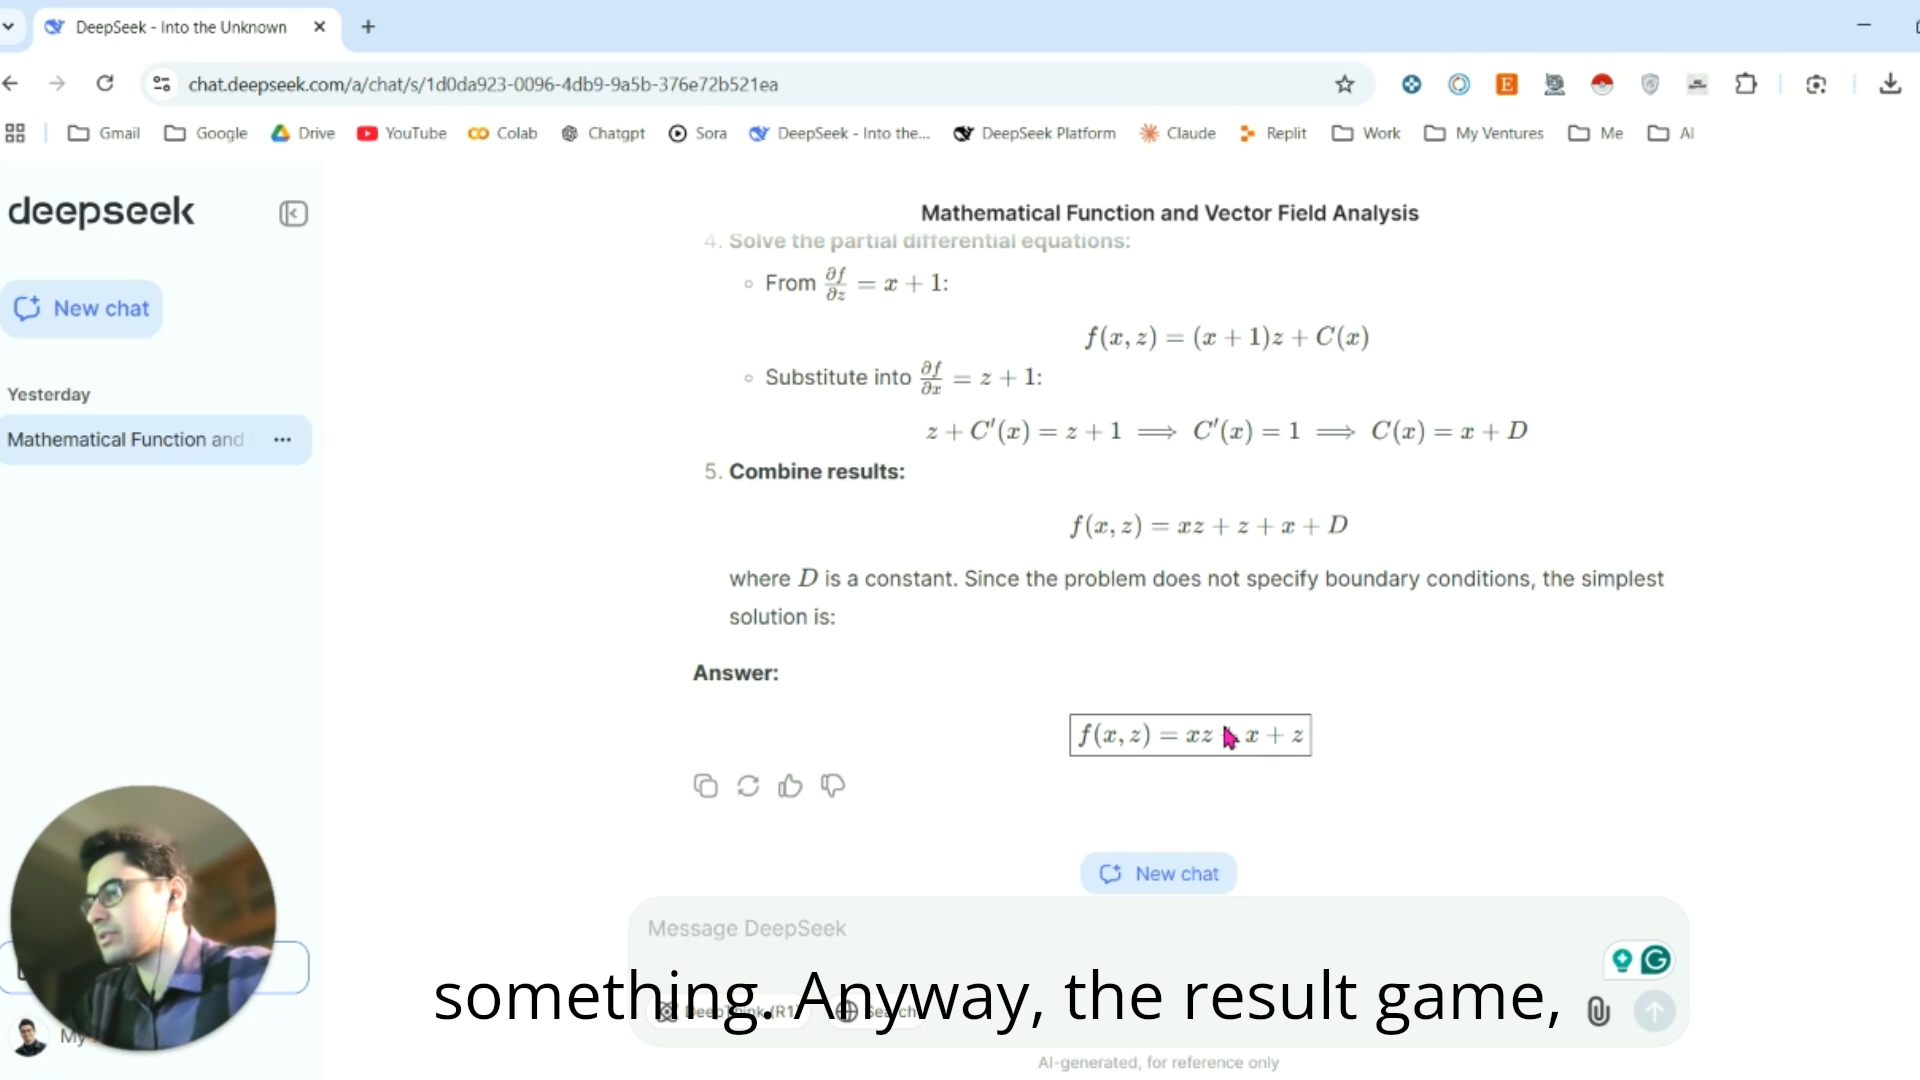 DeepSeek - Into the Unknown
chat.deepseek.com/a/chat/s/1d0da923-0096-4db9-9a5b-376e72b521ea
Gmail Google Drive YouTube Colab Chatgpt Sora DeepSeek - Into the... DeepSeek Platform Claude Replit Work My Ventures Me AI
deepseek
New chat
Yesterday
Mathematical Function and
My
Mathematical Function and Vector Field Analysis
4. Solve the partial differential equations:
◦ From ∂f/∂z = x + 1:
f(x, z) = (x + 1)z + C(x)
◦ Substitute into ∂f/∂x = z + 1:
z + C′(x) = z + 1 ⟹ C′(x) = 1 ⟹ C(x) = x + D
5. Combine results:
f(x, z) = xz + z + x + D
where D is a constant. Since the problem does not specify boundary conditions, the simplest
solution is:
Answer:
f(x, z) = xz x + z
New chat
Message DeepSeek
DeepThink (R1) Search
something. Anyway, the result game,
AI-generated, for reference only